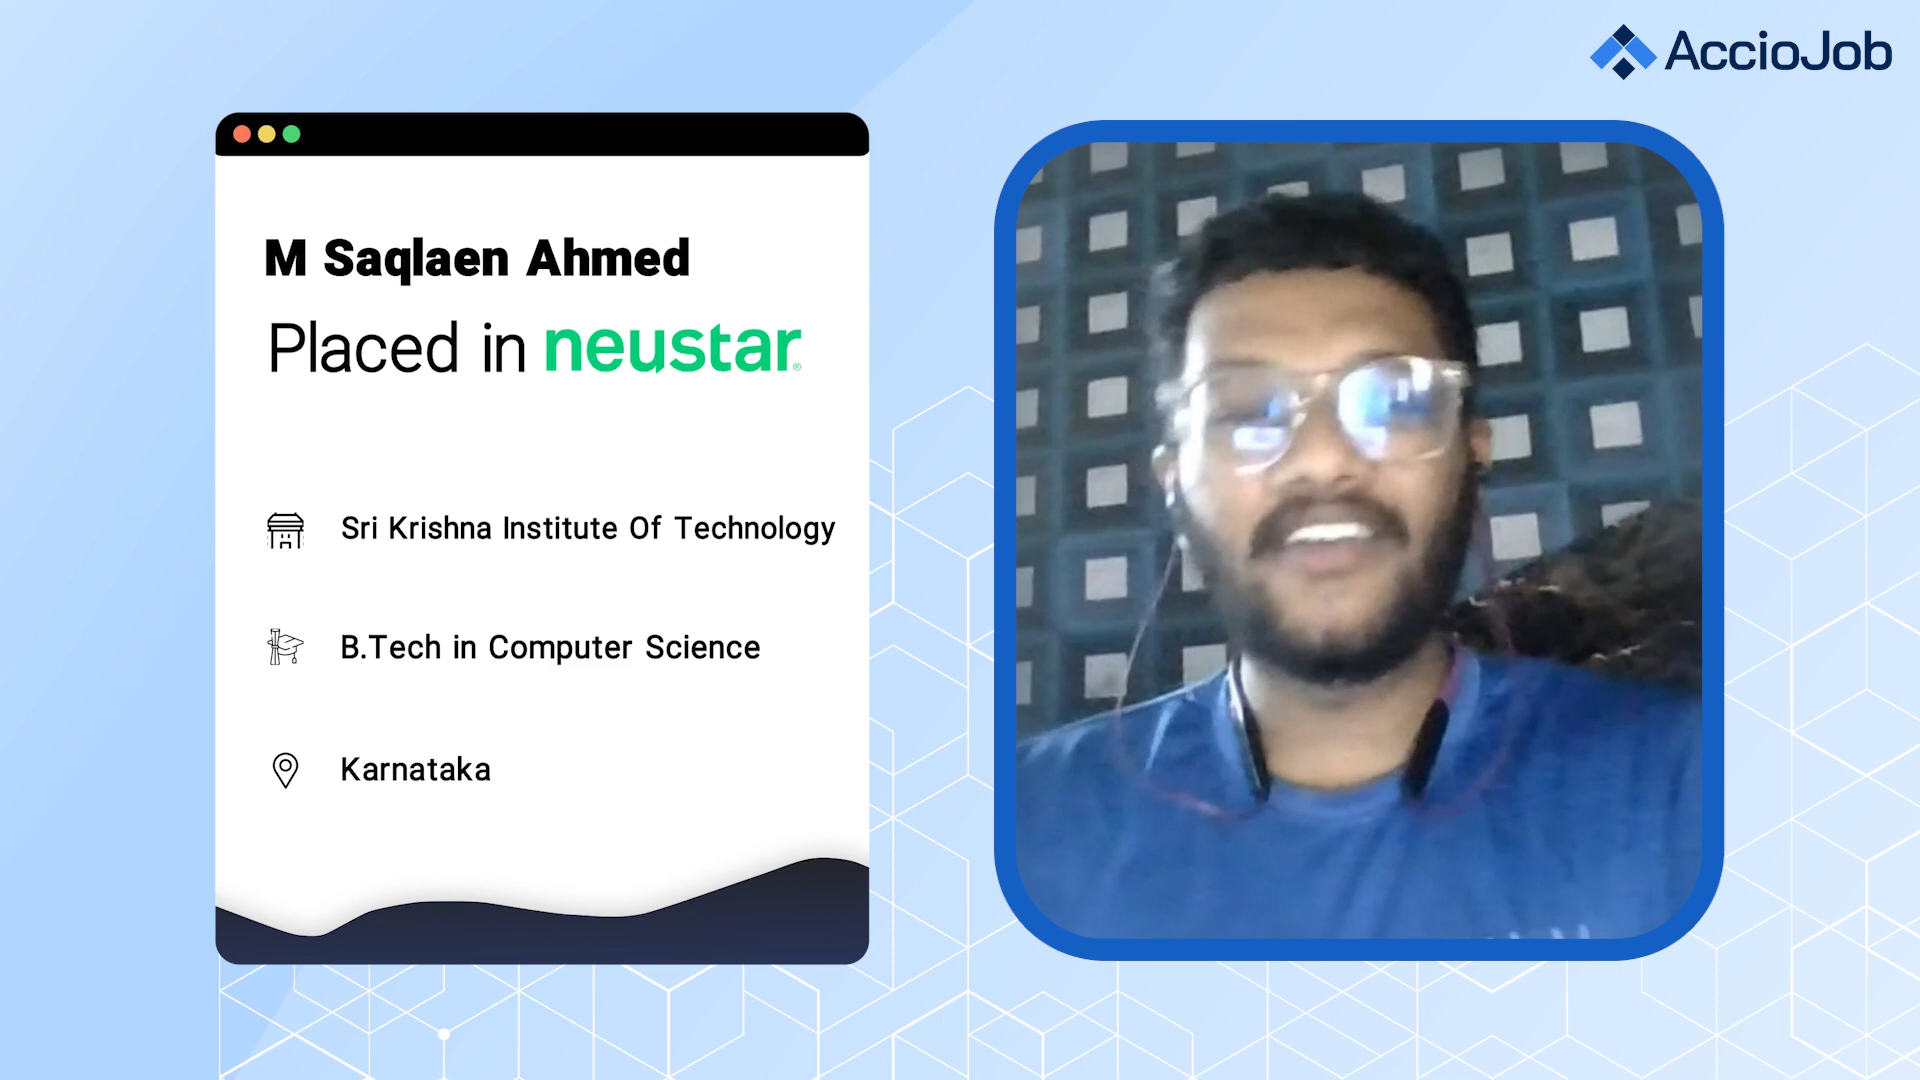 AccioJob
M Saqlaen Ahmed
Placed in neustar®
Sri Krishna Institute Of Technology
B.Tech in Computer Science
Karnataka